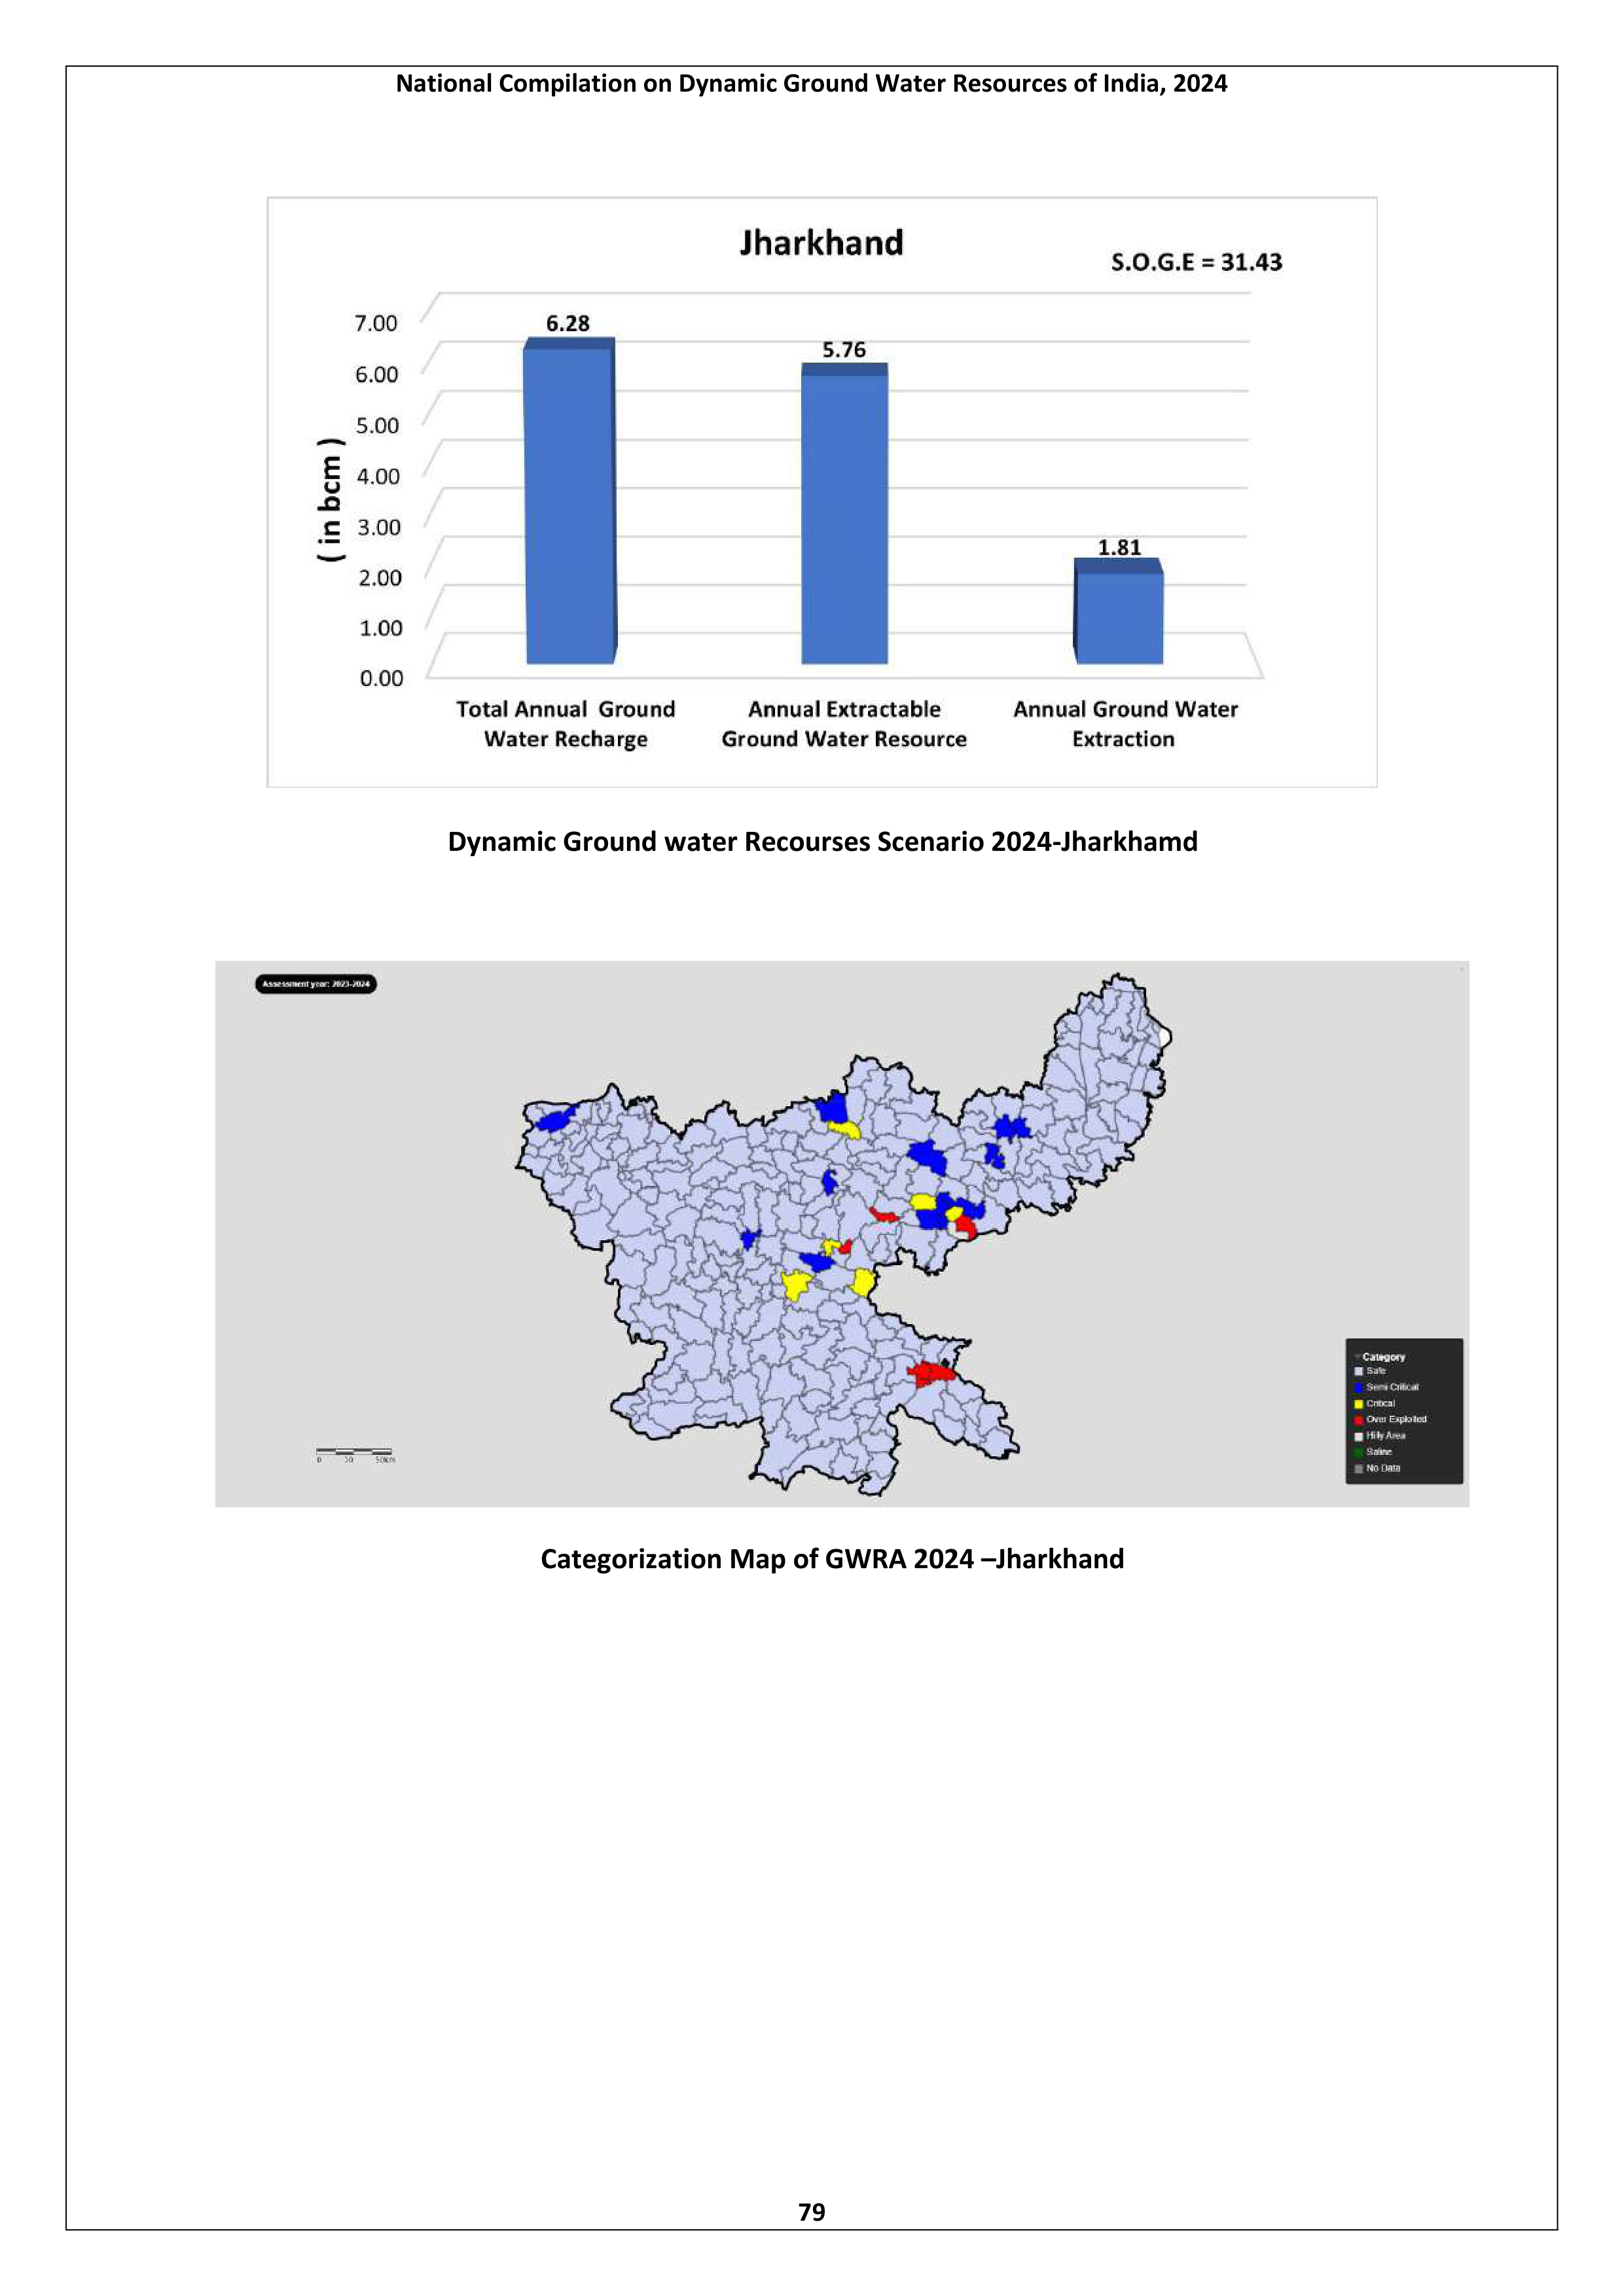 National Compilation on Dynamic Ground Water Resources of India, 2024
Jharkhand
S.O.G.E = 31.43
7.00
6.00
5.00
4.00
3.00
2.00
1.00
0.00
( in bcm )
6.28
5.76
1.81
Total Annual Ground
Water Recharge
Annual Extractable
Ground Water Resource
Annual Ground Water
Extraction
Dynamic Ground water Recourses Scenario 2024-Jharkhamd
Assessment year: 2023-2024
Category
Safe
Semi Critical
Critical
Over Exploited
Hilly Area
Saline
No Data
0 30 50km
Categorization Map of GWRA 2024 –Jharkhand
79